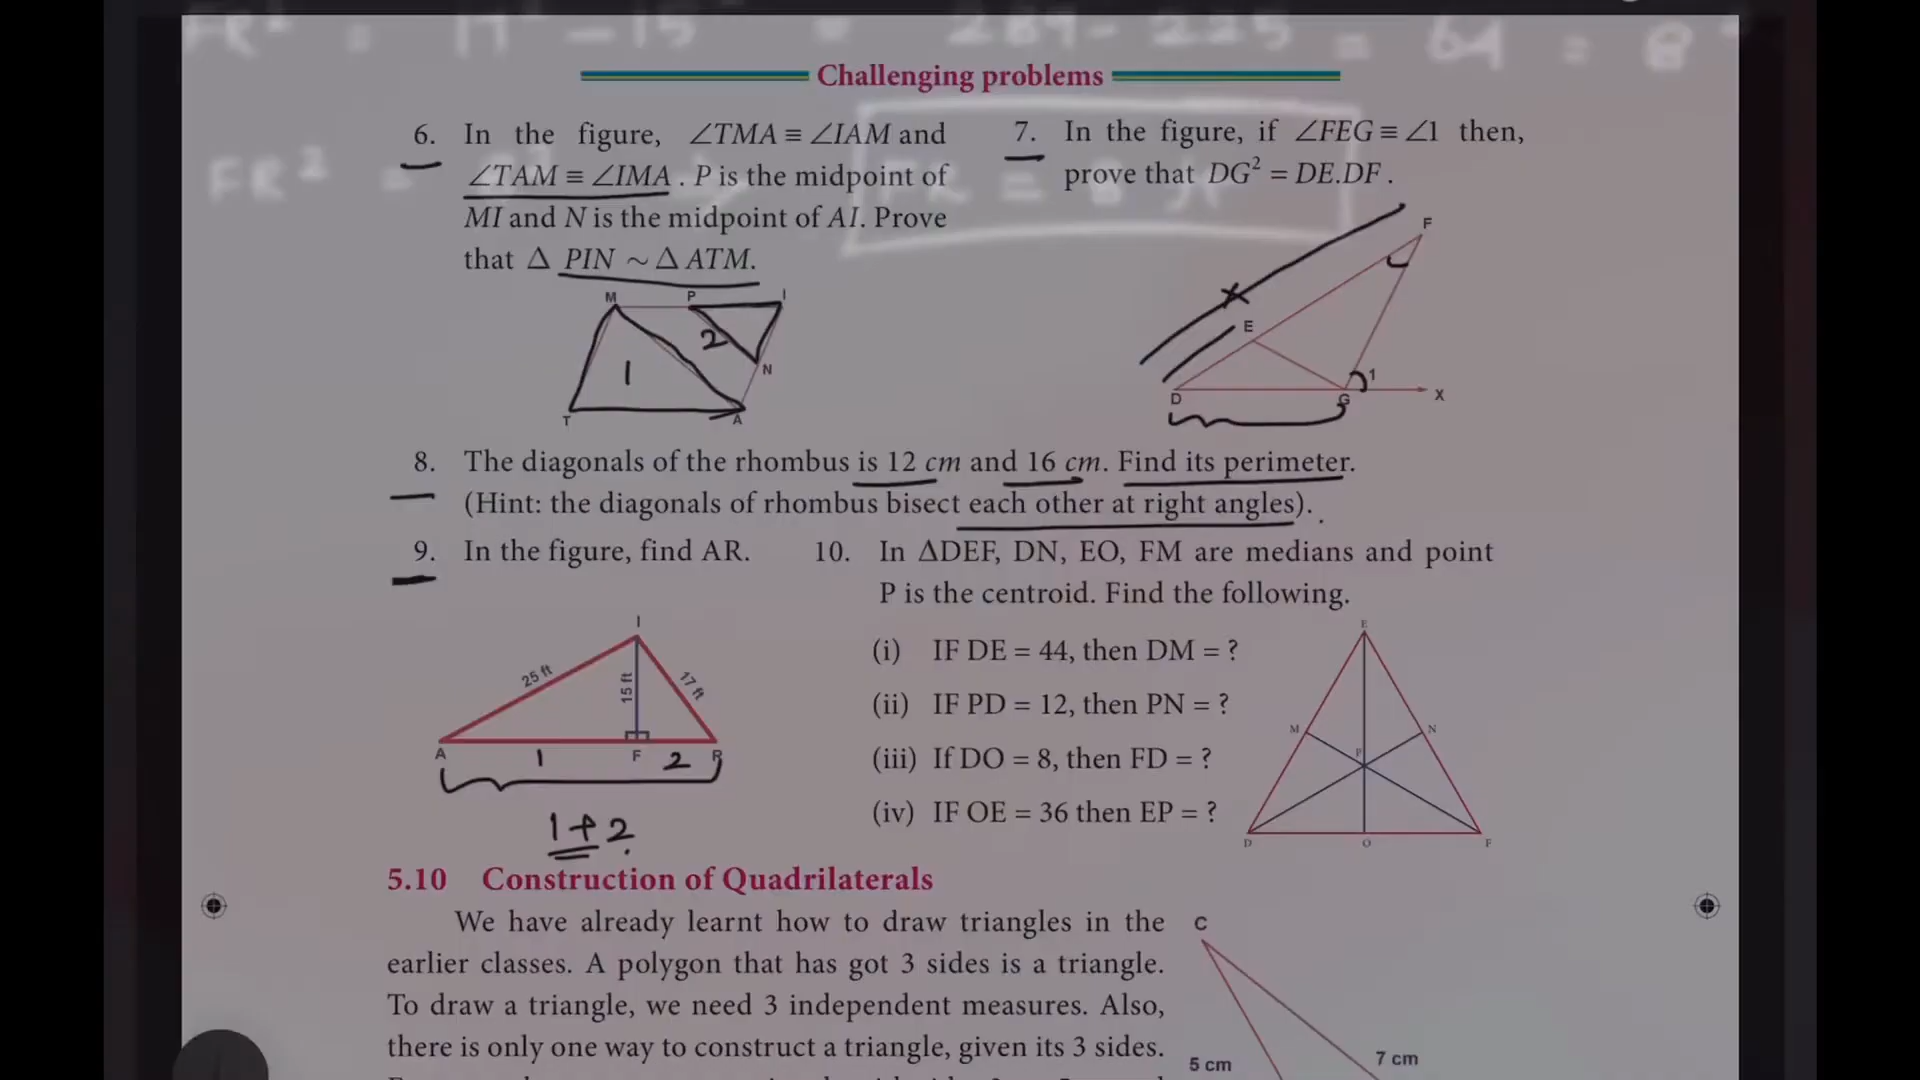 FR² = 17² - 15² = 289 - 225 = 64 = 8²
Challenging problems
6. In the figure, ∠TMA ≡ ∠IAM and
∠TAM ≡ ∠IMA . P is the midpoint of
MI and N is the midpoint of AI. Prove
that Δ PIN ~ Δ ATM.
M P I
2
1
N
T A
7. In the figure, if ∠FEG ≡ ∠1 then,
prove that DG² = DE.DF .
F
E
1
D G X
8. The diagonals of the rhombus is 12 cm and 16 cm. Find its perimeter.
(Hint: the diagonals of rhombus bisect each other at right angles).
9. In the figure, find AR.
I
25 ft 15 ft 17 ft
A F R
1 2
1+2
10. In ΔDEF, DN, EO, FM are medians and point
P is the centroid. Find the following.
(i) IF DE = 44, then DM = ?
(ii) IF PD = 12, then PN = ?
(iii) If DO = 8, then FD = ?
(iv) IF OE = 36 then EP = ?
E
M N
P
D O F
5.10 Construction of Quadrilaterals
We have already learnt how to draw triangles in the
earlier classes. A polygon that has got 3 sides is a triangle.
To draw a triangle, we need 3 independent measures. Also,
there is only one way to construct a triangle, given its 3 sides.
C
5 cm 7 cm